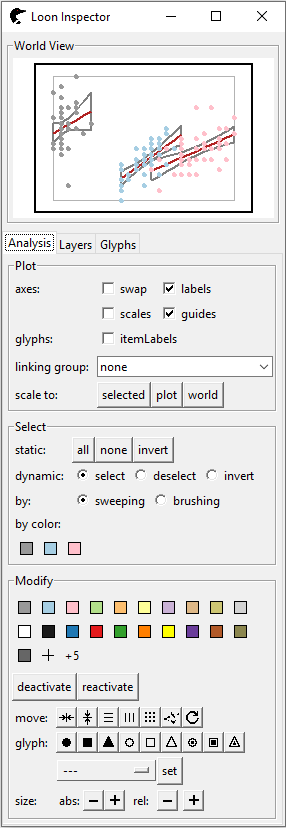 Loon Inspector
World View
Analysis Layers Glyphs
Plot
axes: swap labels
scales guides
glyphs: itemLabels
linking group: none
scale to: selected plot world
Select
static: all none invert
dynamic: select deselect invert
by: sweeping brushing
by color:
Modify
+5
deactivate reactivate
move:
glyph:
--- set
size: abs: rel: